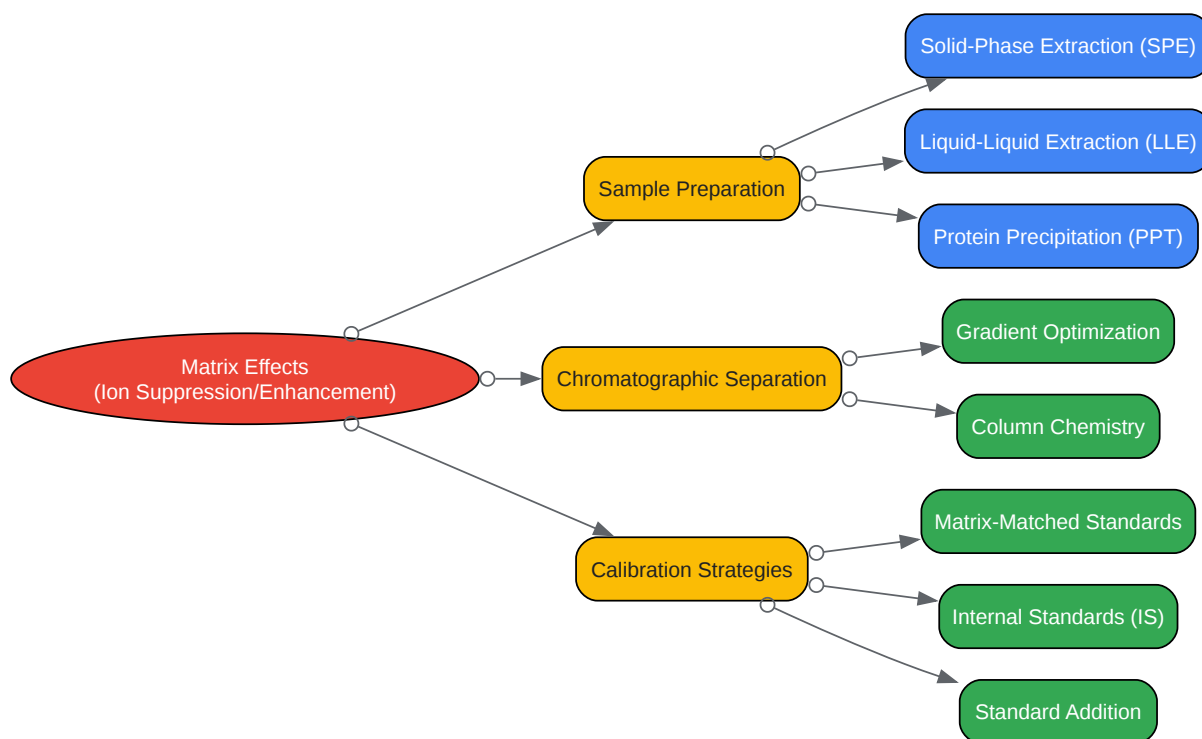 Matrix Effects
(Ion Suppression/Enhancement)
Sample Preparation
Solid-Phase Extraction (SPE)
Liquid-Liquid Extraction (LLE)
Protein Precipitation (PPT)
Chromatographic Separation
Gradient Optimization
Column Chemistry
Calibration Strategies
Matrix-Matched Standards
Internal Standards (IS)
Standard Addition